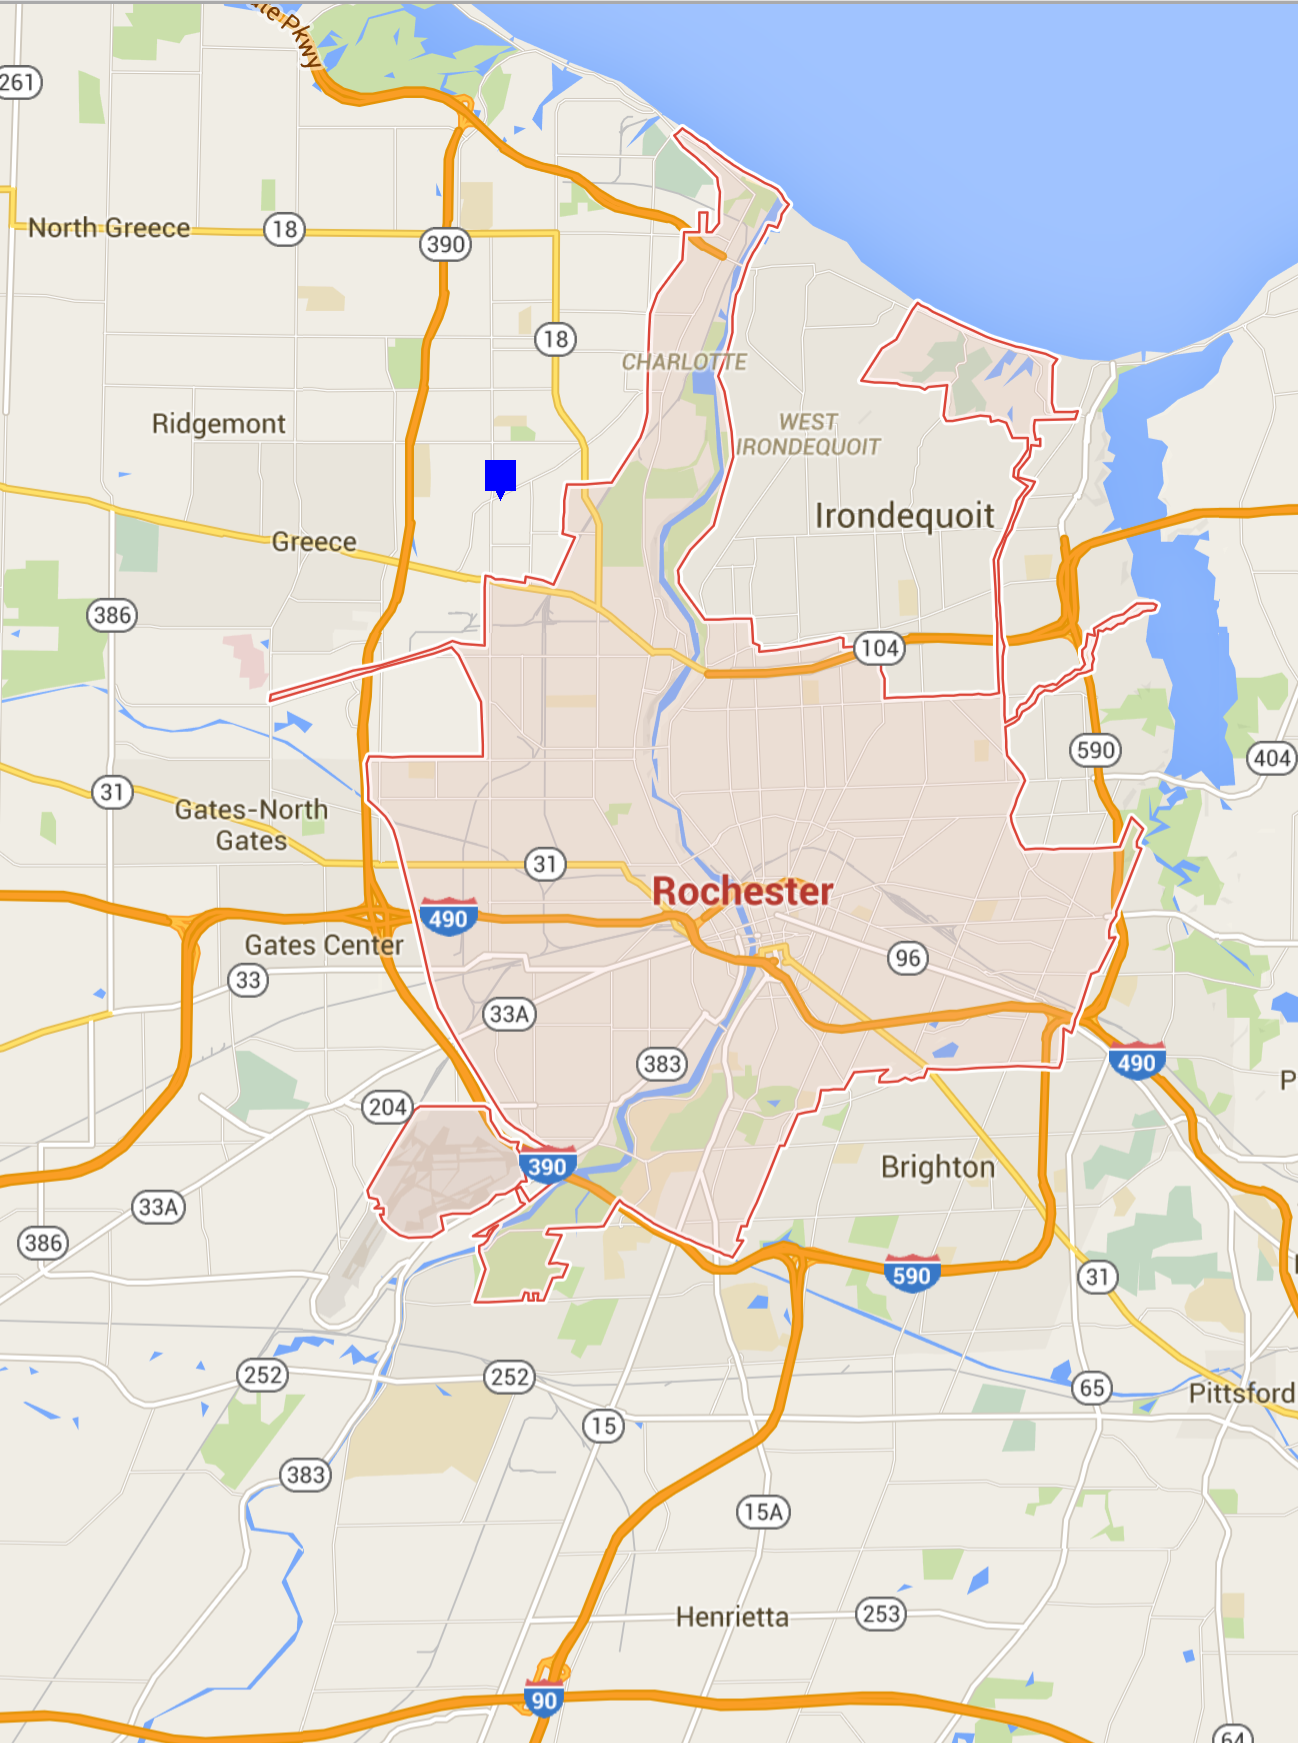 Pkwy
261
North Greece
18
390
18
CHARLOTTE
WEST
IRONDEQUOIT
Ridgemont
Irondequoit
Greece
386
104
590
404
31
Gates-North
Gates
31
Rochester
490
Gates Center
96
33
33A
383
490
P
204
390
Brighton
33A
386
590
31
252
252
65
Pittsford
15
383
15A
Henrietta
253
90
64